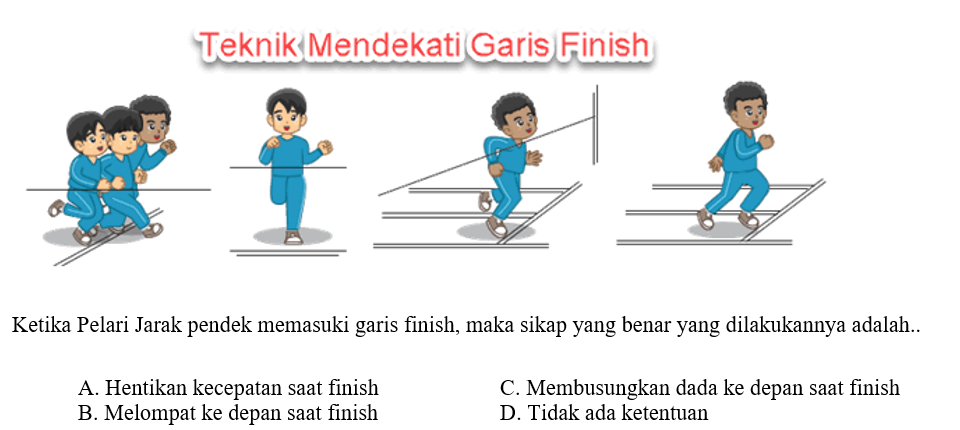 Teknik Mendekati Garis Finish
Ketika Pelari Jarak pendek memasuki garis finish, maka sikap yang benar yang dilakukannya adalah..
A. Hentikan kecepatan saat finish
B. Melompat ke depan saat finish
C. Membusungkan dada ke depan saat finish
D. Tidak ada ketentuan